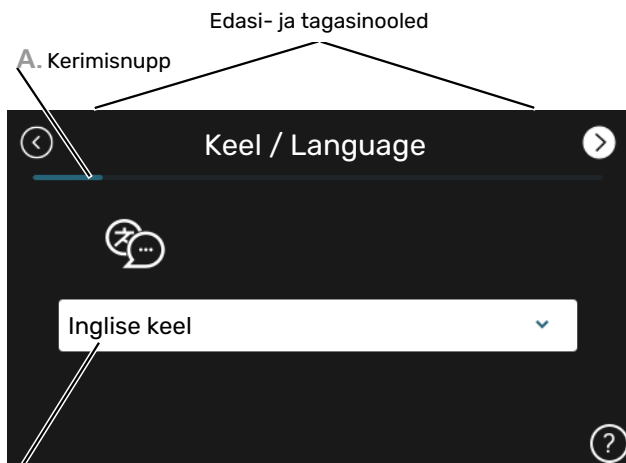 Edasi- ja tagasinooled
A. Kerimisnupp
Keel / Language
Inglise keel
?